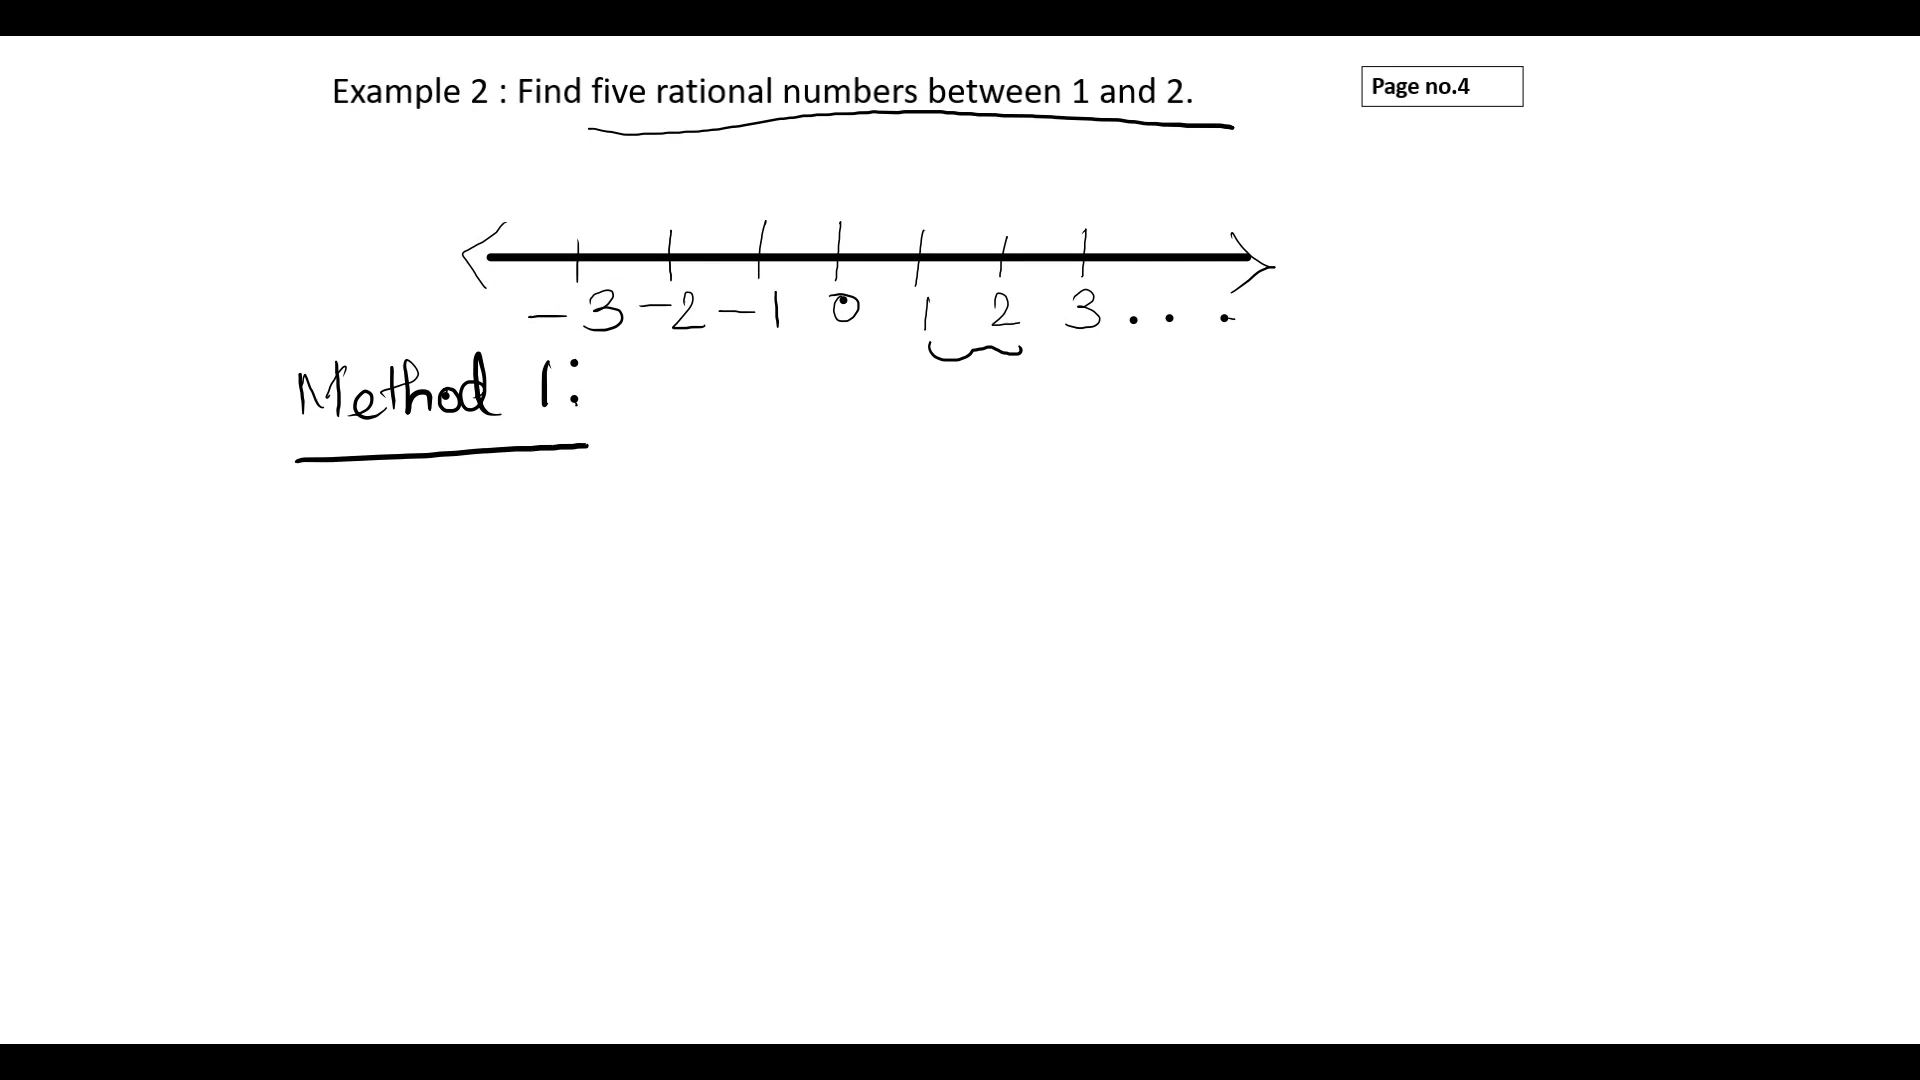 Example 2 : Find five rational numbers between 1 and 2.
Page no.4
-3 -2 -1 0 1 2 3 . . .
Method 1: